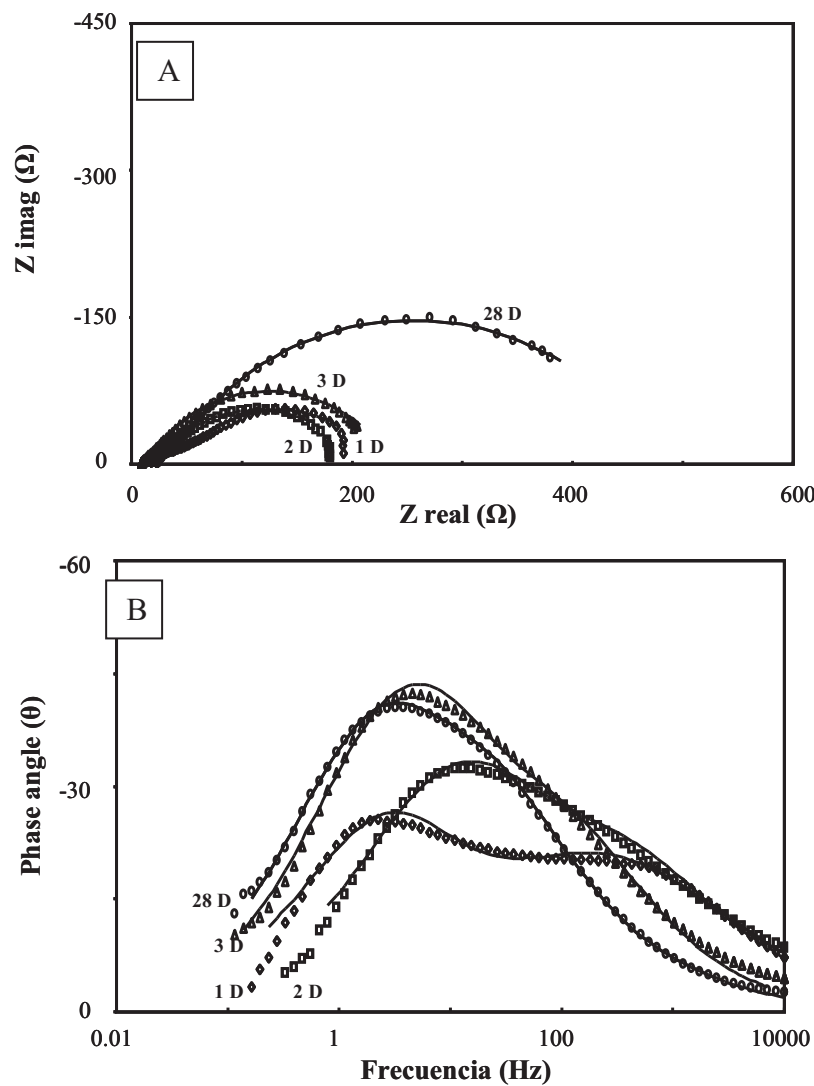 -450
A
-300
Z imag (Ω)
-150
28 D
3 D
2 D
1 D
0
0
200
400
600
Z real (Ω)
-60
B
Phase angle (θ)
-30
28 D
3 D
1 D
2 D
0
0.01
1
100
10000
Frecuencia (Hz)